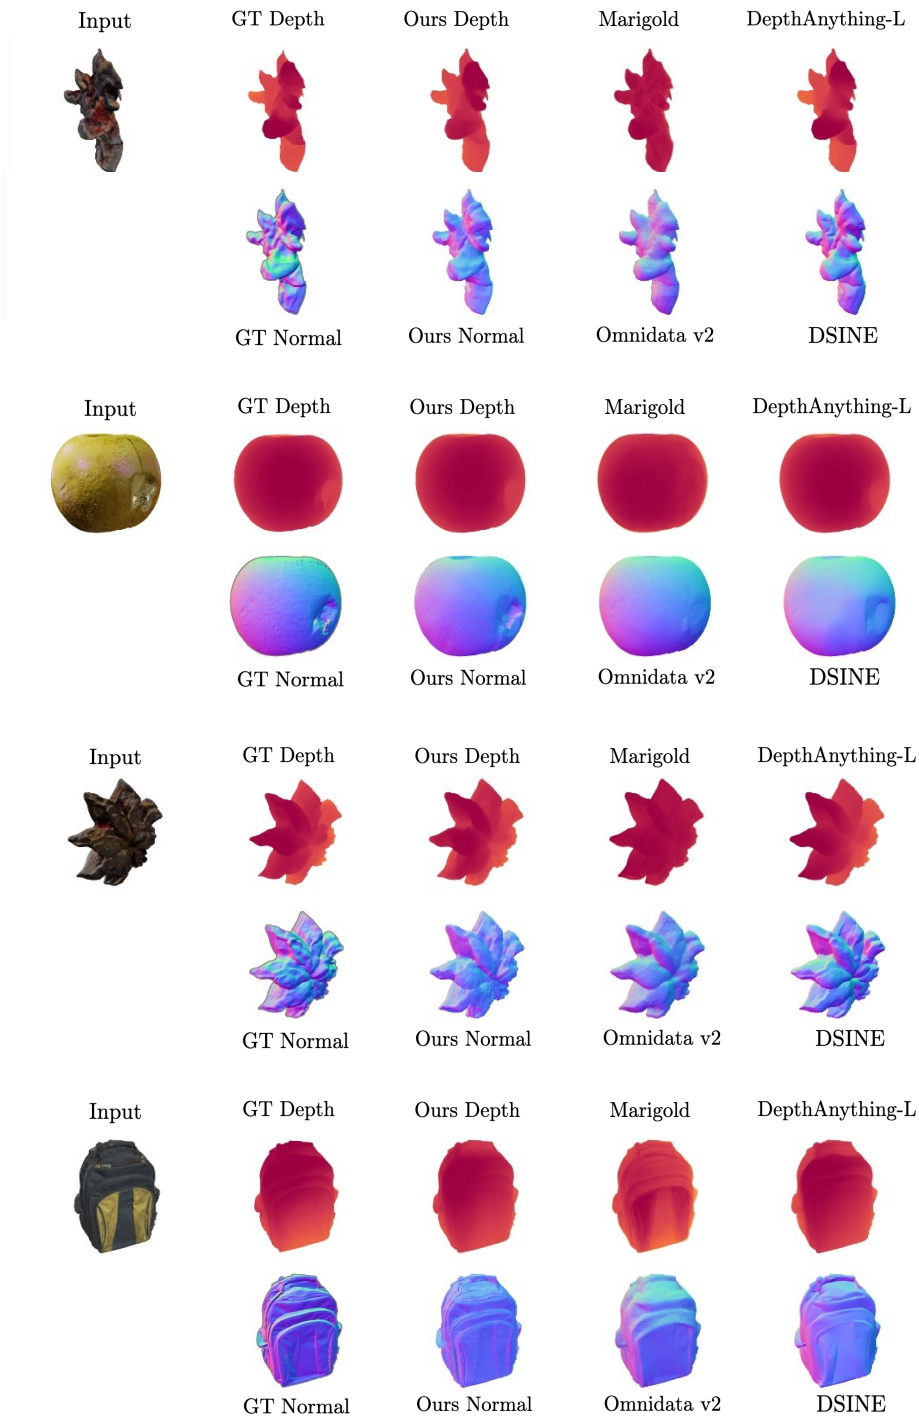 Input GT Depth Ours Depth Marigold DepthAnything-L
GT Normal Ours Normal Omnidata v2 DSINE
Input GT Depth Ours Depth Marigold DepthAnything-L
GT Normal Ours Normal Omnidata v2 DSINE
Input GT Depth Ours Depth Marigold DepthAnything-L
GT Normal Ours Normal Omnidata v2 DSINE
Input GT Depth Ours Depth Marigold DepthAnything-L
GT Normal Ours Normal Omnidata v2 DSINE